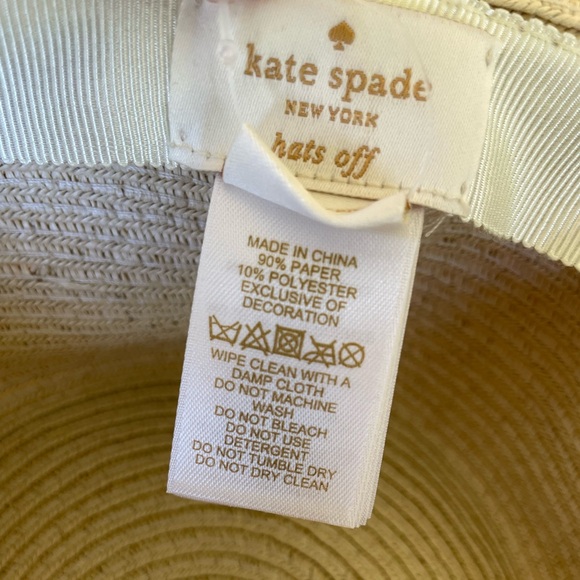 kate spade
NEW YORK
hats off
MADE IN CHINA
90% PAPER
10% POLYESTER
EXCLUSIVE OF
DECORATION
WIPE CLEAN WITH A
DAMP CLOTH
DO NOT MACHINE
WASH
DO NOT BLEACH
DO NOT USE
DETERGENT
DO NOT TUMBLE DRY
DO NOT DRY CLEAN